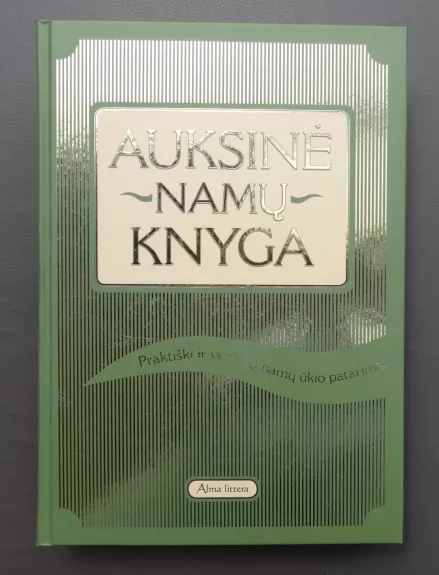 AUKSINĖ
~NAMŲ~
KNYGA
Praktiški ir namų ūkio patarimai
Alma littera